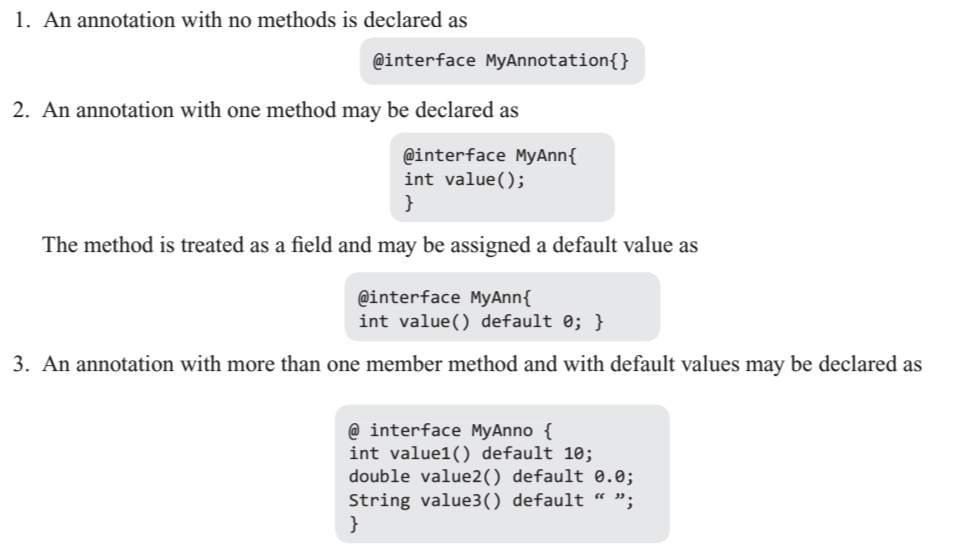 1. An annotation with no methods is declared as
@interface MyAnnotation{}
2. An annotation with one method may be declared as
@interface MyAnn{
int value();
}
The method is treated as a field and may be assigned a default value as
@interface MyAnn{
int value() default 0; }
3. An annotation with more than one member method and with default values may be declared as
@ interface MyAnno {
int value1() default 10;
double value2() default 0.0;
String value3() default “ ”;
}